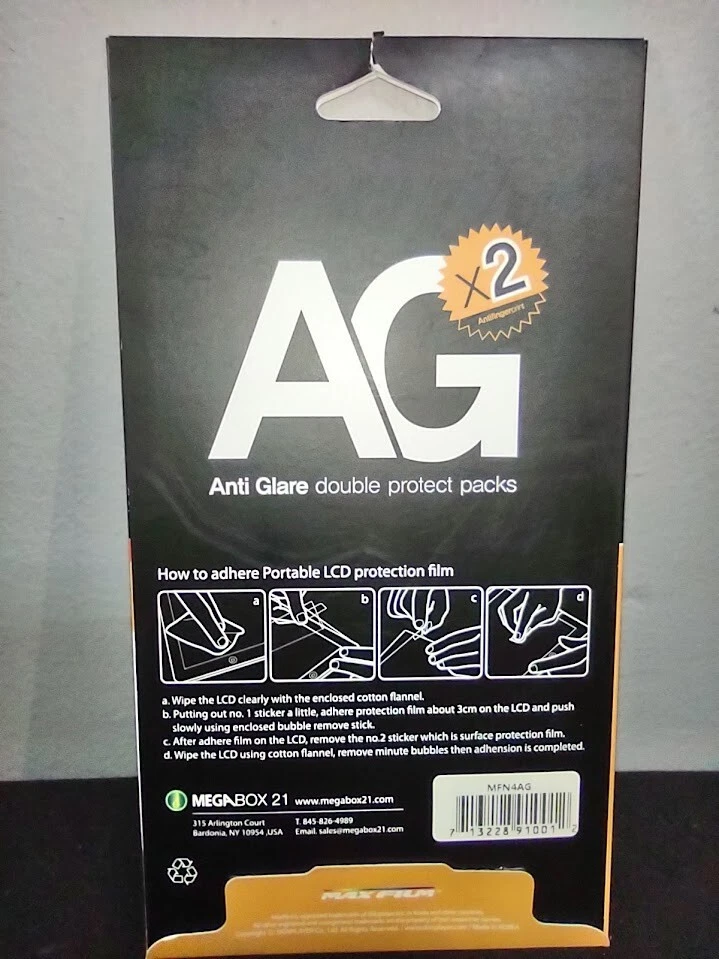 AG
x2
Antifingerprint
Anti Glare double protect packs
How to adhere Portable LCD protection film
a
b
c
d
a. Wipe the LCD clearly with the enclosed cotton flannel.
b. Putting out no. 1 sticker a little, adhere protection film about 3cm on the LCD and push
slowly using enclosed bubble remove stick.
c. After adhere film on the LCD, remove the no.2 sticker which is surface protection film.
d. Wipe the LCD using cotton flannel, remove minute bubbles then adhension is completed.
MEGABOX 21 www.megabox21.com
315 Arlington Court
Bardonia, NY 10954 ,USA
T. 845-826-4989
Email. sales@megabox21.com
MFN4AG
7 13228 91001 2
MAX FILM